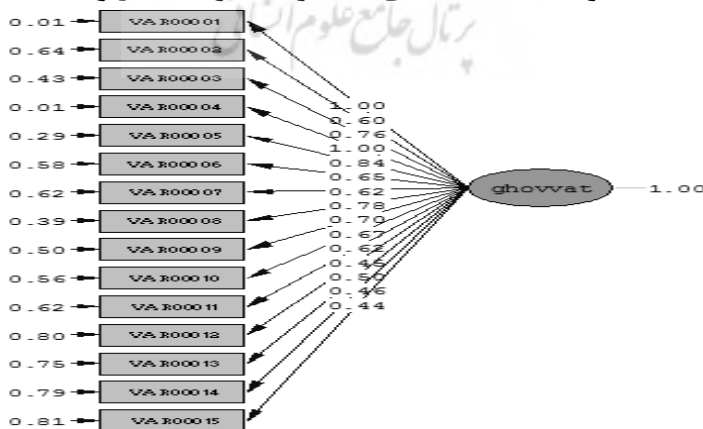 پرتال جامع علوم انسانی
0.01 VAR00001
0.64 VAR00002
0.43 VAR00003
0.01 VAR00004
0.29 VAR00005
0.58 VAR00006
0.62 VAR00007
0.39 VAR00008
0.50 VAR00009
0.56 VAR00010
0.62 VAR00011
0.80 VAR00012
0.75 VAR00013
0.79 VAR00014
0.81 VAR00015
1.00
0.60
0.76
1.00
0.84
0.65
0.62
0.78
0.70
0.67
0.62
0.45
0.50
0.46
0.44
ghovvat 1.00